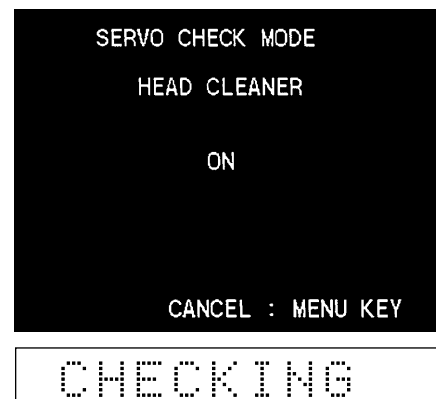 SERVO CHECK MODE
HEAD CLEANER
ON
CANCEL : MENU KEY
CHECKING